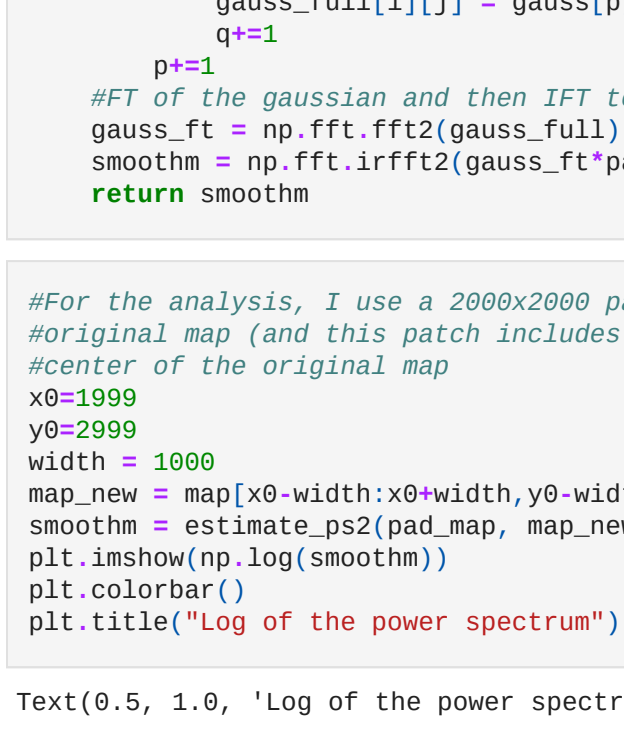 gauss_full[i][j] = gauss[p
q+=1
p+=1
#FT of the gaussian and then IFT t
gauss_ft = np.fft.fft2(gauss_full)
smoothm = np.fft.irfft2(gauss_ft*pa
return smoothm
#For the analysis, I use a 2000x2000 pa
#original map (and this patch includes
#center of the original map
x0=1999
y0=2999
width = 1000
map_new = map[x0-width:x0+width,y0-widt
smoothm = estimate_ps2(pad_map, map_new
plt.imshow(np.log(smoothm))
plt.colorbar()
plt.title("Log of the power spectrum")
Text(0.5, 1.0, 'Log of the power spectr